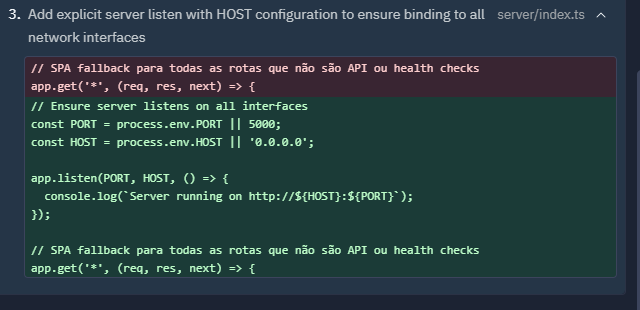 3. Add explicit server listen with HOST configuration to ensure binding to all server/index.ts
network interfaces
// SPA fallback para todas as rotas que não são API ou health checks
app.get('*', (req, res, next) => {
// Ensure server listens on all interfaces
const PORT = process.env.PORT || 5000;
const HOST = process.env.HOST || '0.0.0.0';
app.listen(PORT, HOST, () => {
  console.log(`Server running on http://${HOST}:${PORT}`);
});
// SPA fallback para todas as rotas que não são API ou health checks
app.get('*', (req, res, next) => {